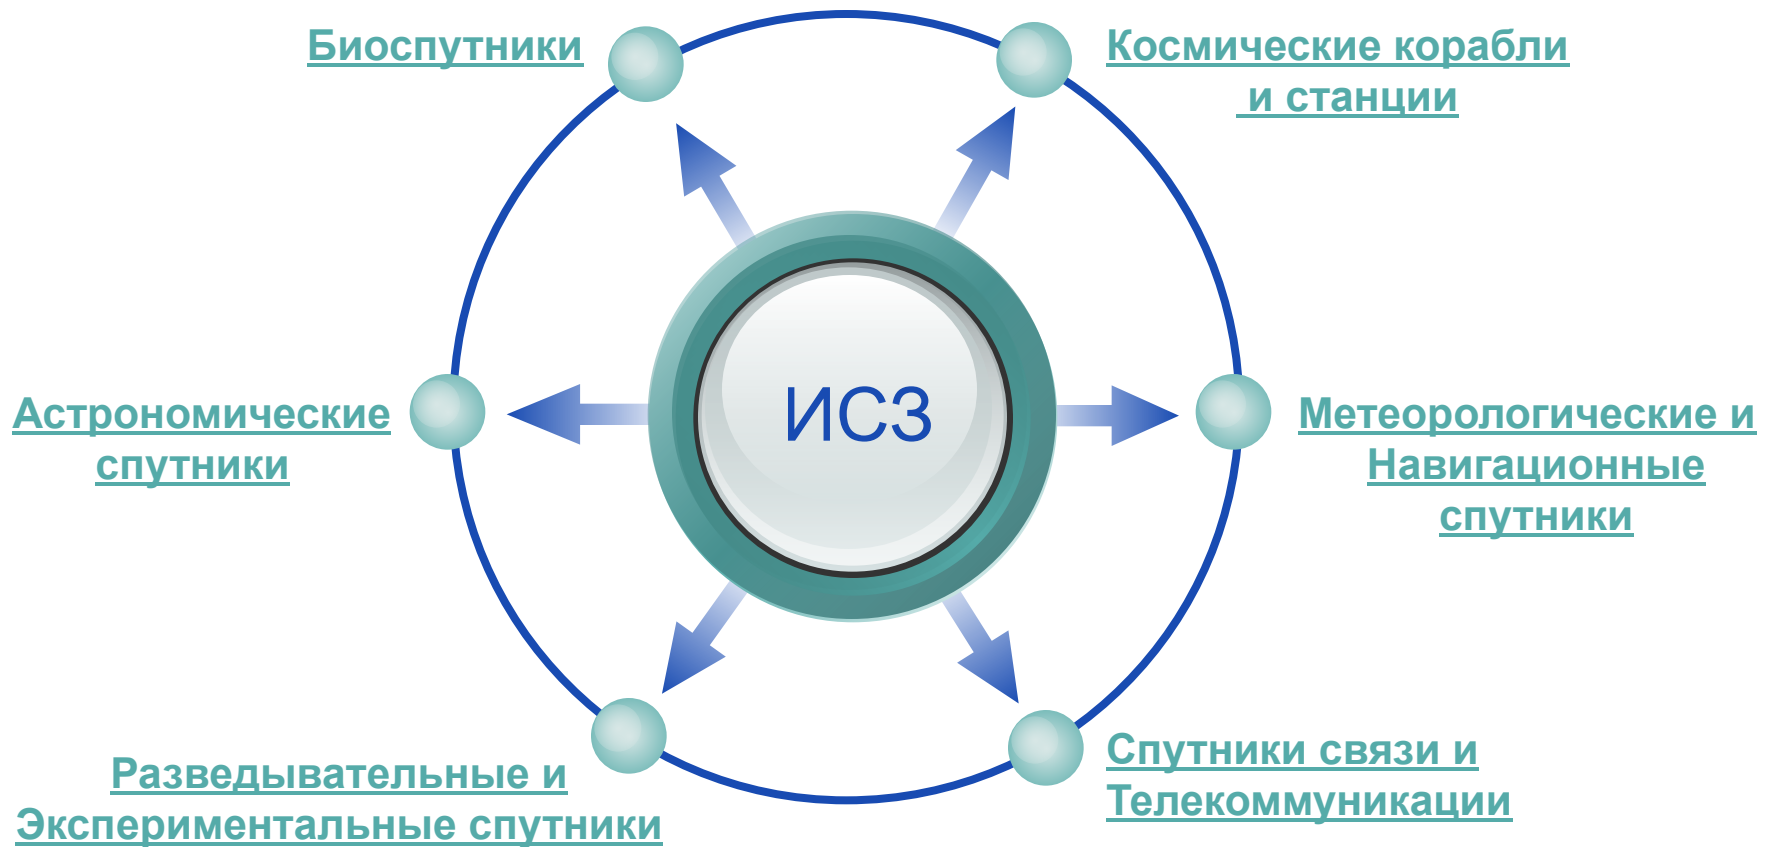 Биоспутники
Космические корабли
и станции
ИСЗ
Астрономические
спутники
Метеорологические и
Навигационные
спутники
Разведывательные и
Экспериментальные спутники
Спутники связи и
Телекоммуникации